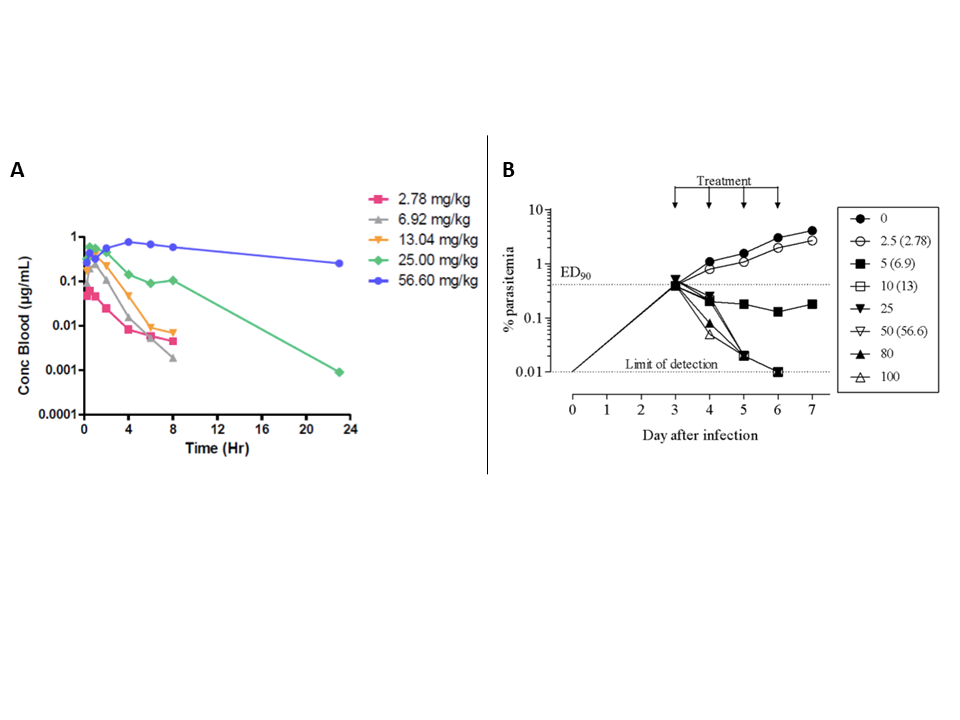 A
2.78 mg/kg
6.92 mg/kg
13.04 mg/kg
25.00 mg/kg
56.60 mg/kg
Conc Blood (µg/mL)
1
0.1
0.01
0.001
0.0001
0 4 8 12 16 20 24
Time (Hr)
B
Treatment
% parasitemia
10
1
0.1
0.01
ED90
Limit of detection
0 1 2 3 4 5 6 7
Day after infection
0
2.5 (2.78)
5 (6.9)
10 (13)
25
50 (56.6)
80
100